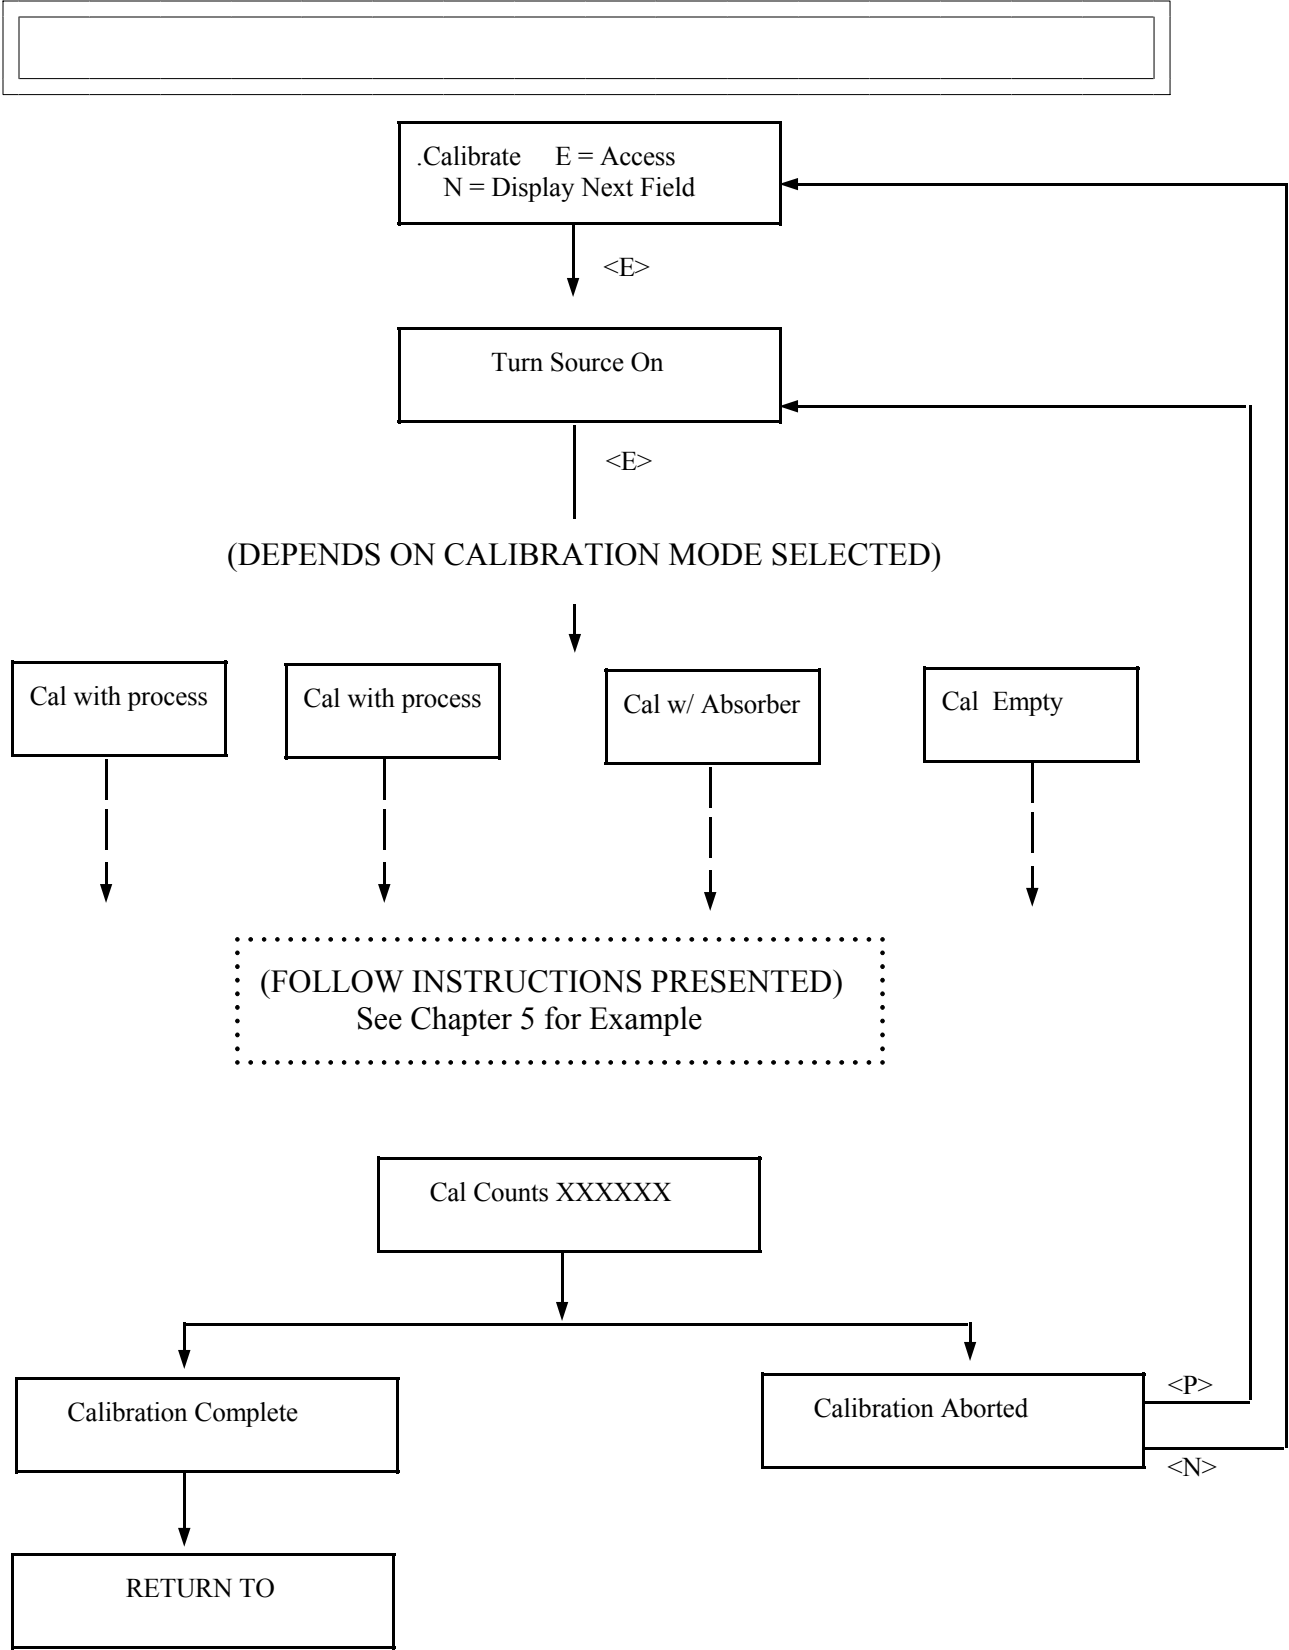 .Calibrate E = Access
N = Display Next Field
<E>
Turn Source On
<E>
(DEPENDS ON CALIBRATION MODE SELECTED)
Cal with process
Cal with process
Cal w/ Absorber
Cal Empty
(FOLLOW INSTRUCTIONS PRESENTED)
See Chapter 5 for Example
Cal Counts XXXXXX
Calibration Complete
Calibration Aborted
<P>
<N>
RETURN TO